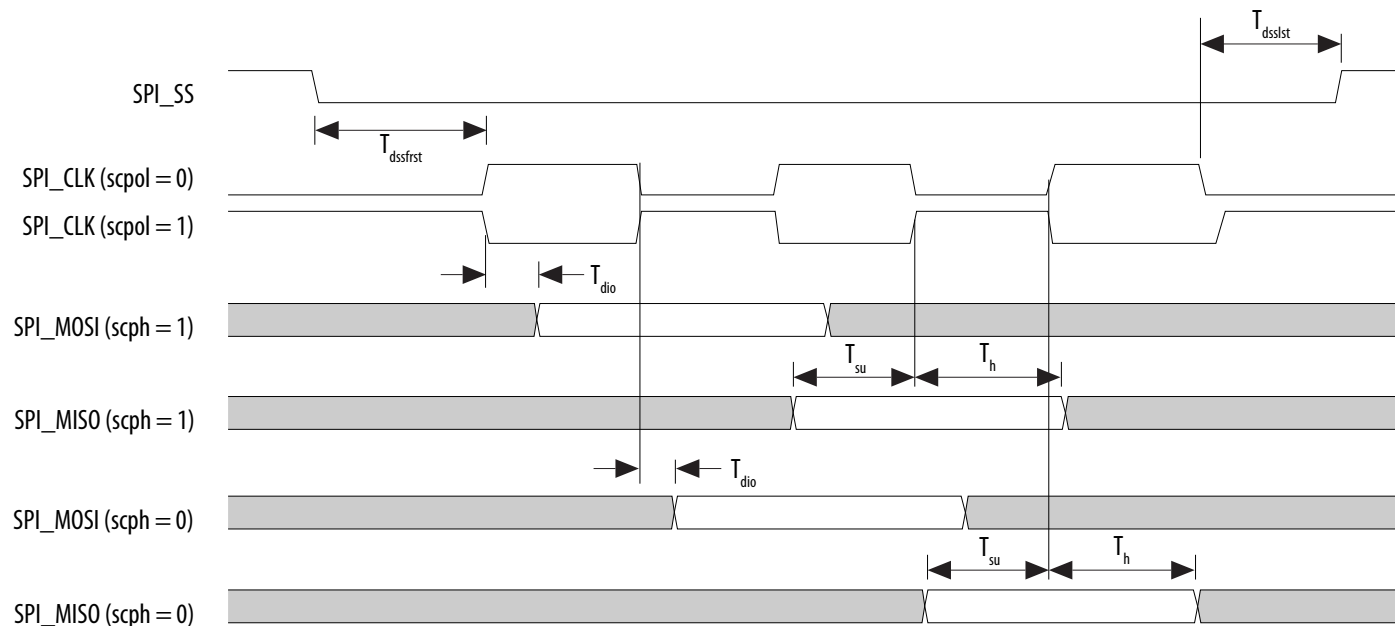 T_dsslst
SPI_SS
T_dssfrst
SPI_CLK (scpol = 0)
SPI_CLK (scpol = 1)
T_dio
SPI_MOSI (scph = 1)
T_su T_h
SPI_MISO (scph = 1)
T_dio
SPI_MOSI (scph = 0)
T_su T_h
SPI_MISO (scph = 0)